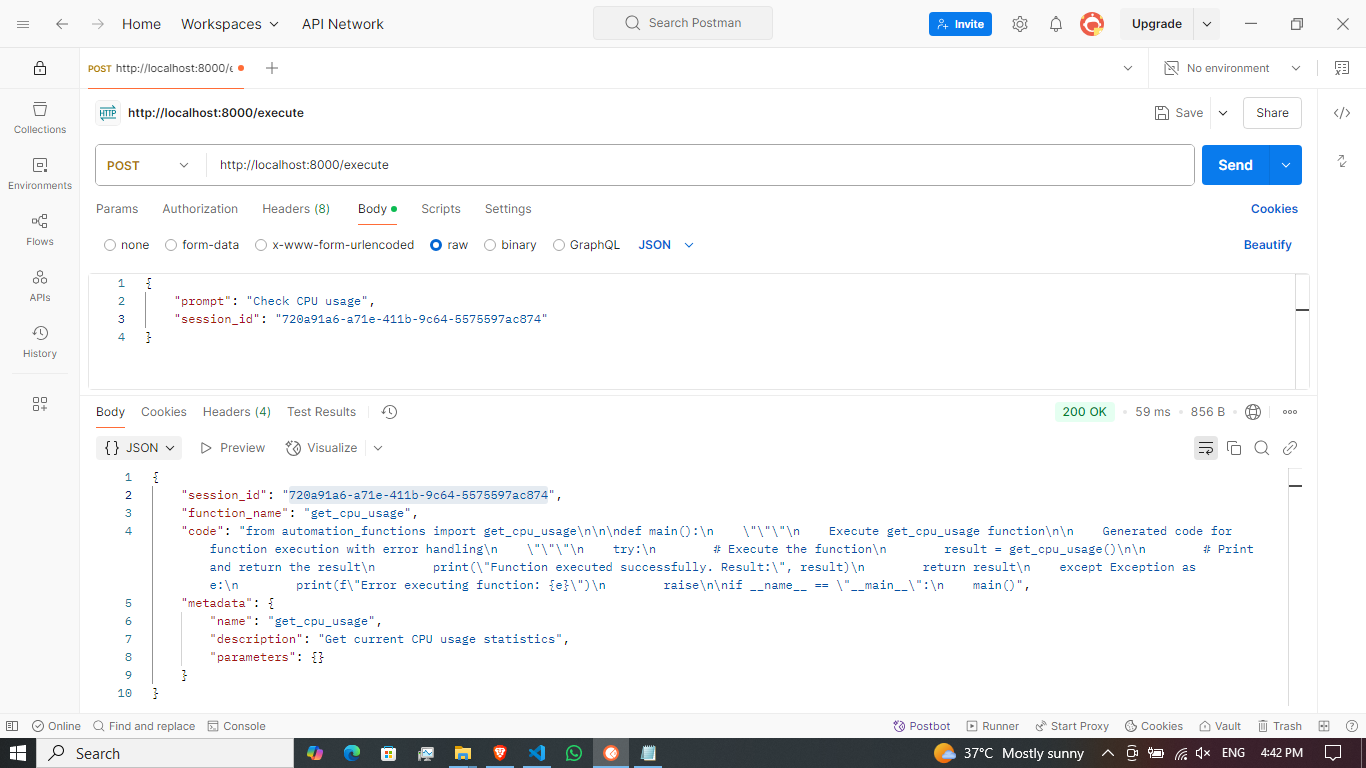 Home
Workspaces
API Network
Search Postman
Invite
Upgrade
POST http://localhost:8000/e
No environment
HTTP
http://localhost:8000/execute
Save
Share
Collections
Environments
Flows
APIs
History
POST
http://localhost:8000/execute
Send
Params
Authorization
Headers (8)
Body
Scripts
Settings
Cookies
none
form-data
x-www-form-urlencoded
raw
binary
GraphQL
JSON
Beautify
1 {
2 "prompt": "Check CPU usage",
3 "session_id": "720a91a6-a71e-411b-9c64-5575597ac874"
4 }
Body
Cookies
Headers (4)
Test Results
200 OK
59 ms
856 B
{} JSON
Preview
Visualize
1 {
2 "session_id": "720a91a6-a71e-411b-9c64-5575597ac874",
3 "function_name": "get_cpu_usage",
4 "code": "from automation_functions import get_cpu_usage\n\n\ndef main():\n    \"\"\"\n    Execute get_cpu_usage function\n\n    Generated code for
function execution with error handling\n    \"\"\"\n    try:\n        # Execute the function\n        result = get_cpu_usage()\n\n        # Print
and return the result\n        print(\"Function executed successfully. Result:\", result)\n        return result\n    except Exception as
e:\n        print(f\"Error executing function: {e}\")\n        raise\n\nif __name__ == \"__main__\":\n    main()",
5 "metadata": {
6 "name": "get_cpu_usage",
7 "description": "Get current CPU usage statistics",
8 "parameters": {}
9 }
10 }
Online
Find and replace
Console
Postbot
Runner
Start Proxy
Cookies
Vault
Trash
Search
37°C Mostly sunny
ENG
4:42 PM